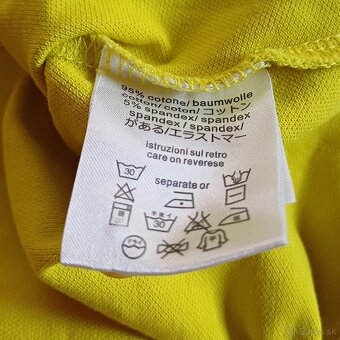 95% cotone/baumwolle
cotton/coton/コットン
5% spandex/spandex
spandex/spandex
がある/エラストマー
istruzioni sul retro
care on reverese
30
separate or
30